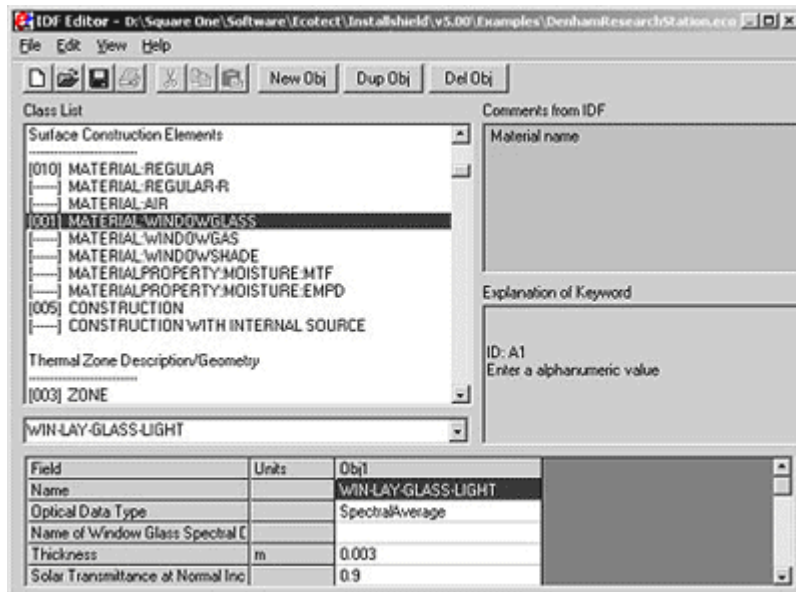 IDF Editor - D:\Square One\Software\Ecotect\Installshield\v5.00\Examples\DenhamResearchStation.eco
File Edit View Help
New Obj Dup Obj Del Obj
Class List
Comments from IDF
Surface Construction Elements
-------------------------
[010] MATERIAL:REGULAR
[-----] MATERIAL:REGULAR-R
[-----] MATERIAL:AIR
[001] MATERIAL:WINDOWGLASS
[-----] MATERIAL:WINDOWGAS
[-----] MATERIAL:WINDOWSHADE
[-----] MATERIALPROPERTY:MOISTURE:MTF
[-----] MATERIALPROPERTY:MOISTURE:EMPD
[005] CONSTRUCTION
[-----] CONSTRUCTION WITH INTERNAL SOURCE
Thermal Zone Description/Geometry
-------------------------
[003] ZONE
Material name
Explanation of Keyword
ID: A1
Enter a alphanumeric value
WIN-LAY-GLASS-LIGHT
Field Units Obj1
Name WIN-LAY-GLASS-LIGHT
Optical Data Type SpectralAverage
Name of Window Glass Spectral D
Thickness m 0.003
Solar Transmittance at Normal Inc 0.9